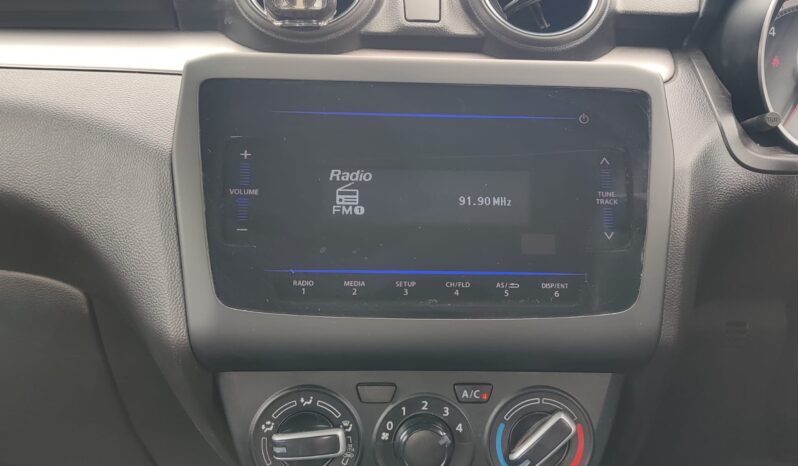 4
Radio
+
VOLUME
−
TUNE
TRACK
FM1
91.90 MHz
RADIO MEDIA SETUP CH/FLD AS/ DISP/ENT
1 2 3 4 5 6
A/C
0 1 2 3 4